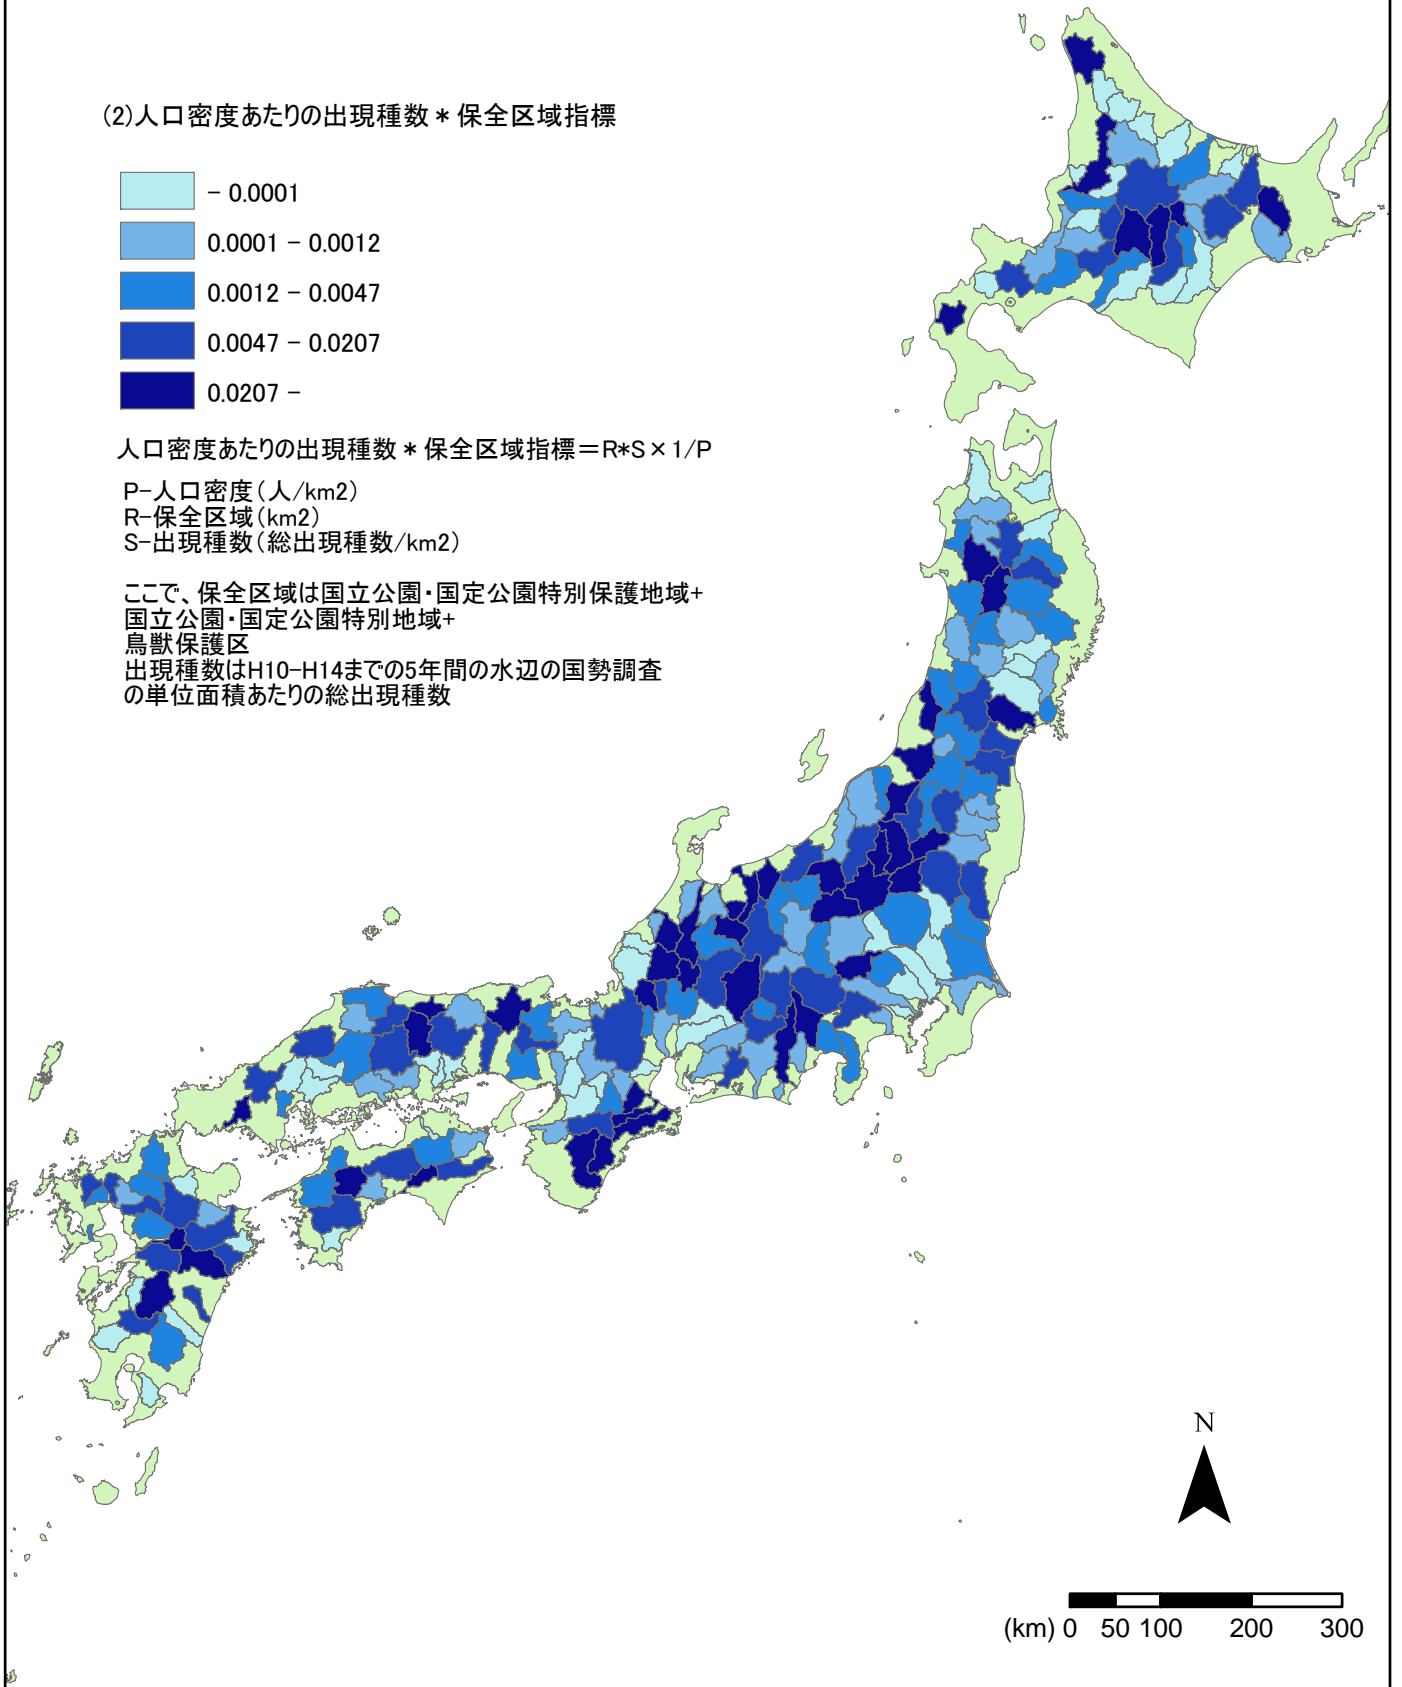 (2)人口密度あたりの出現種数＊保全区域指標
- 0.0001
0.0001 - 0.0012
0.0012 - 0.0047
0.0047 - 0.0207
0.0207 -
人口密度あたりの出現種数＊保全区域指標＝R*S×1/P
P-人口密度(人/km2)
R-保全区域(km2)
S-出現種数(総出現種数/km2)
ここで、保全区域は国立公園・国定公園特別保護地域+
国立公園・国定公園特別地域+
鳥獣保護区
出現種数はH10-H14までの5年間の水辺の国勢調査
の単位面積あたりの総出現種数
N
(km) 0 50 100 200 300